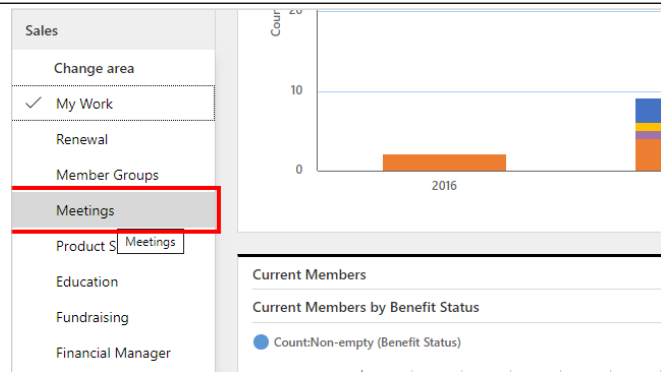 Sales
Change area
My Work
Renewal
Member Groups
Meetings
Product S
Meetings
Education
Fundraising
Financial Manager
20
10
0
2016
Current Members
Current Members by Benefit Status
Count:Non-empty (Benefit Status)